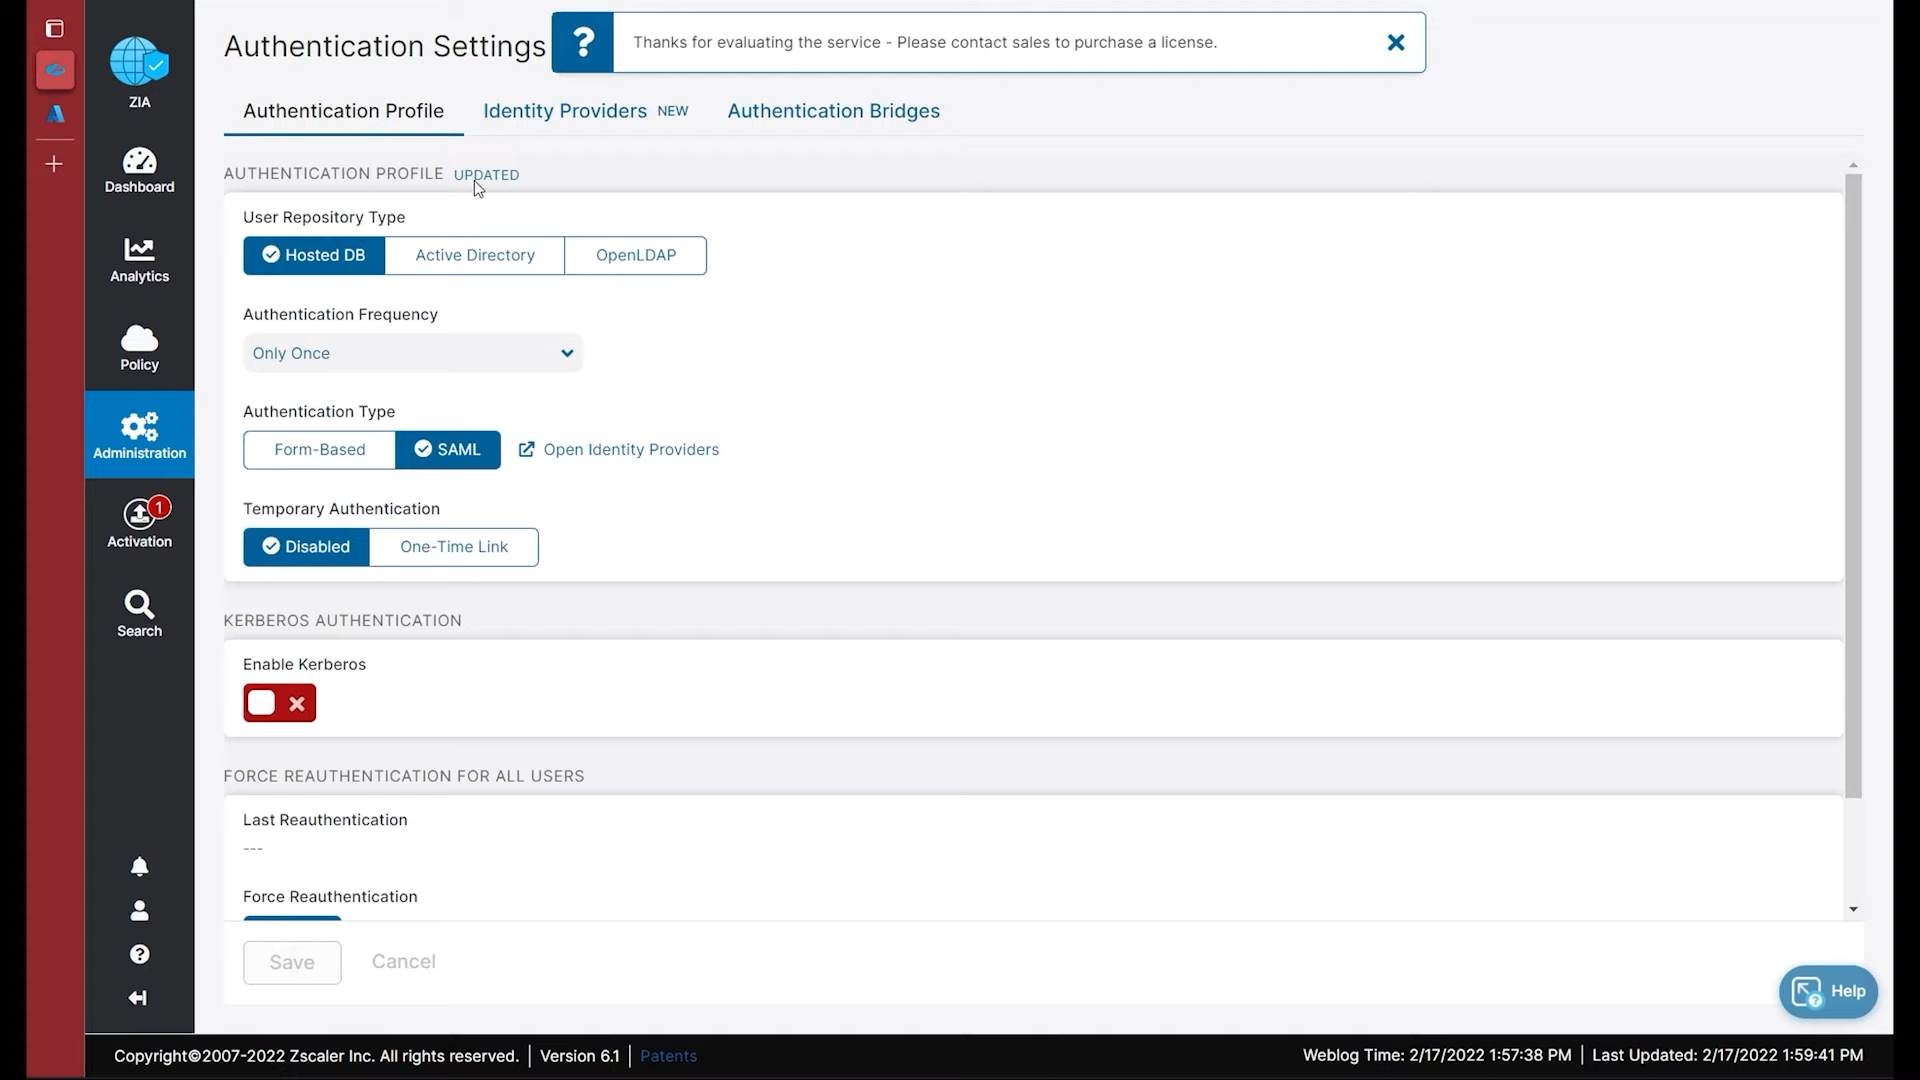 Authentication Settings
Thanks for evaluating the service - Please contact sales to purchase a license.
ZIA
Dashboard
Analytics
Policy
Administration
1
Activation
Search
Authentication Profile
Identity Providers NEW
Authentication Bridges
AUTHENTICATION PROFILE UPDATED
User Repository Type
Hosted DB
Active Directory
OpenLDAP
Authentication Frequency
Only Once
Authentication Type
Form-Based
SAML
Open Identity Providers
Temporary Authentication
Disabled
One-Time Link
KERBEROS AUTHENTICATION
Enable Kerberos
FORCE REAUTHENTICATION FOR ALL USERS
Last Reauthentication
---
Force Reauthentication
Save
Cancel
Help
Copyright©2007-2022 Zscaler Inc. All rights reserved. | Version 6.1 | Patents
Weblog Time: 2/17/2022 1:57:38 PM | Last Updated: 2/17/2022 1:59:41 PM